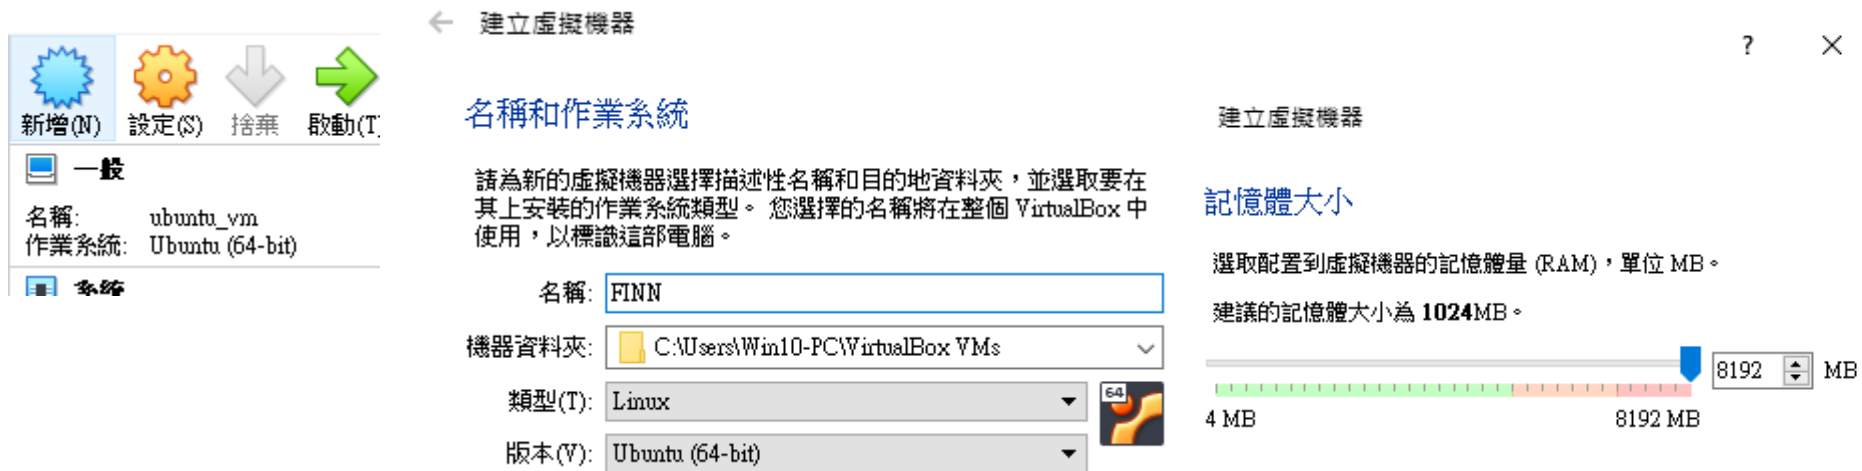 新增(N) 設定(S) 捨棄 啟動(T)
一般
名稱: ubuntu_vm
作業系統: Ubuntu (64-bit)
系統
← 建立虛擬機器
名稱和作業系統
請為新的虛擬機器選擇描述性名稱和目的地資料夾，並選取要在
其上安裝的作業系統類型。 您選擇的名稱將在整個 VirtualBox 中
使用，以標識這部電腦。
名稱: FINN
機器資料夾: C:\Users\Win10-PC\VirtualBox VMs
類型(T): Linux
64
版本(V): Ubuntu (64-bit)
? ×
建立虛擬機器
記憶體大小
選取配置到虛擬機器的記憶體量 (RAM)，單位 MB。
建議的記憶體大小為 1024MB。
8192 MB
4 MB 8192 MB